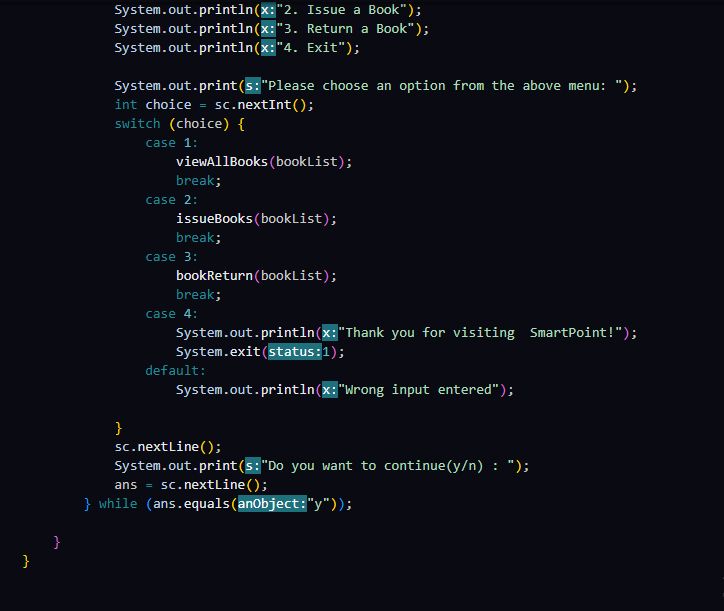 System.out.println(x:"2. Issue a Book");
System.out.println(x:"3. Return a Book");
System.out.println(x:"4. Exit");
System.out.print(s:"Please choose an option from the above menu: ");
int choice = sc.nextInt();
switch (choice) {
case 1:
viewAllBooks(bookList);
break;
case 2:
issueBooks(bookList);
break;
case 3:
bookReturn(bookList);
break;
case 4:
System.out.println(x:"Thank you for visiting  SmartPoint!");
System.exit(status:1);
default:
System.out.println(x:"Wrong input entered");
}
sc.nextLine();
System.out.print(s:"Do you want to continue(y/n) : ");
ans = sc.nextLine();
} while (ans.equals(anObject:"y"));
}
}